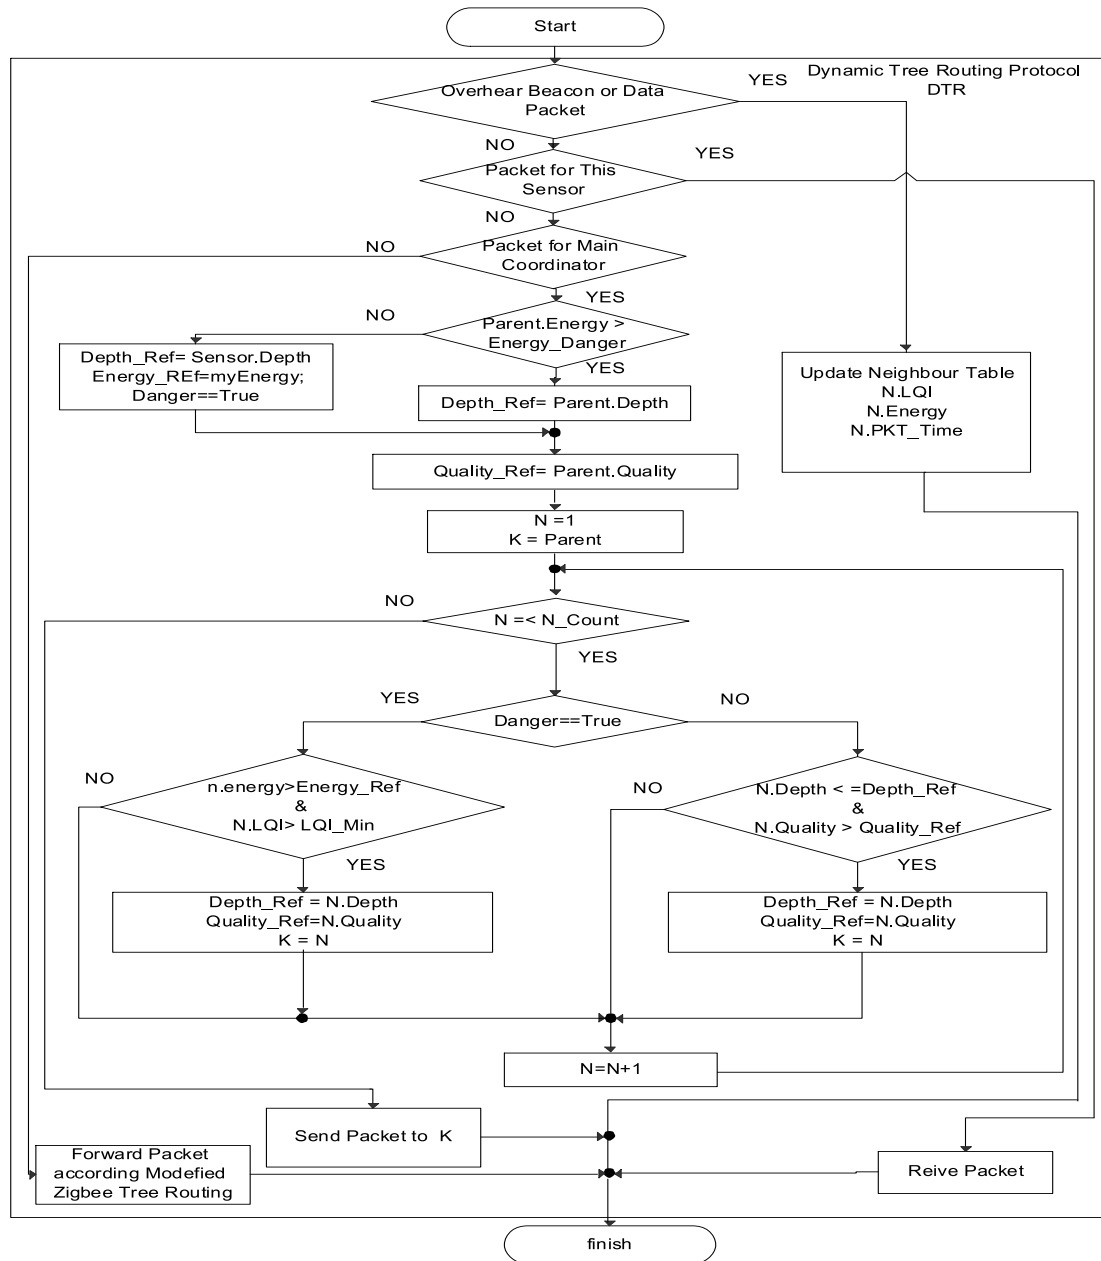 Start
Dynamic Tree Routing Protocol
DTR
YES
Overhear Beacon or Data
Packet
NO
YES
Packet for This
Sensor
NO
NO
Packet for Main
Coordinator
YES
NO
Parent.Energy >
Energy_Danger
YES
Depth_Ref= Sensor.Depth
Energy_REf=myEnergy;
Danger==True
Depth_Ref= Parent.Depth
Update Neighbour Table
N.LQI
N.Energy
N.PKT_Time
Quality_Ref= Parent.Quality
N =1
K = Parent
NO
N =< N_Count
YES
YES
Danger==True
NO
NO
n.energy>Energy_Ref
&
N.LQI> LQI_Min
YES
NO
N.Depth < =Depth_Ref
&
N.Quality > Quality_Ref
YES
Depth_Ref = N.Depth
Quality_Ref=N.Quality
K = N
Depth_Ref = N.Depth
Quality_Ref=N.Quality
K = N
N=N+1
Send Packet to K
Forward Packet
according Modefied
Zigbee Tree Routing
Reive Packet
finish